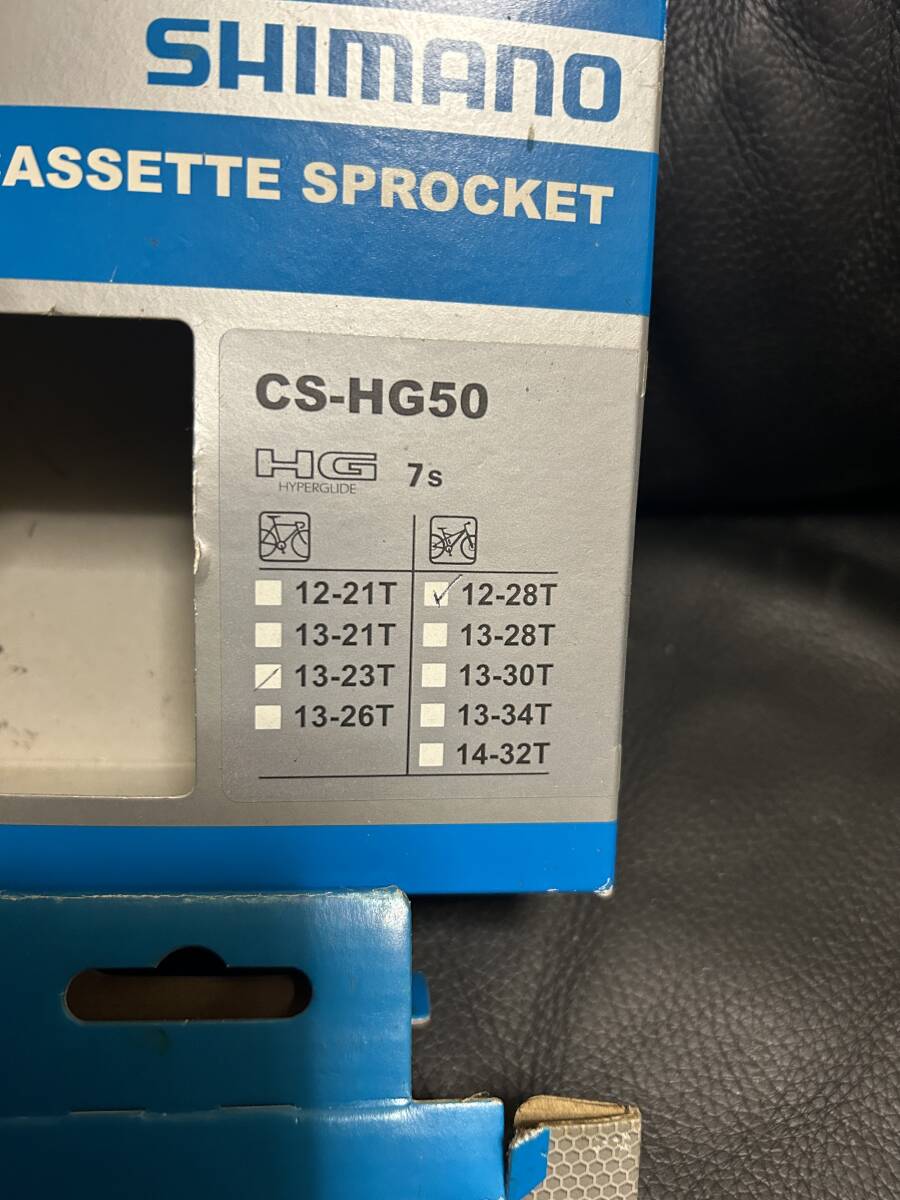 SHIMANO
CASSETTE SPROCKET
CS-HG50
HG 7s
HYPERGLIDE
12-21T 12-28T
13-21T 13-28T
13-23T 13-30T
13-26T 13-34T
14-32T